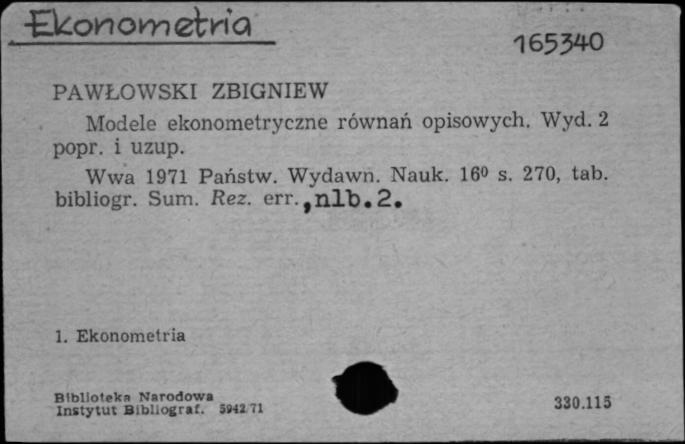 Ekonometria
165340
PAWŁOWSKI ZBIGNIEW
Modele ekonometryczne równań opisowych. Wyd. 2
popr. i uzup.
Wwa 1971 Państw. Wydawn. Nauk. 16⁰ s. 270, tab.
bibliogr. Sum. Rez. err.,nlb.2.
1. Ekonometria
Biblioteka Narodowa
Instytut Bibliograf. 5942/71
330.115